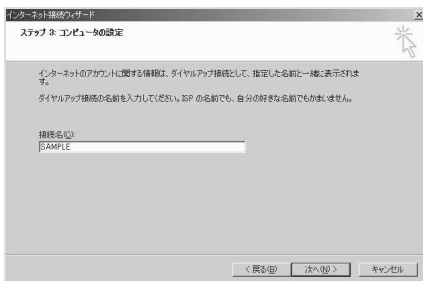 インターネット接続ウィザード
ステップ 3: コンピュータの設定
インターネットのアカウントに関する情報は、ダイヤルアップ接続として、指定した名前と一緒に表示されま
す。
ダイヤルアップ接続の名前を入力してください。ISP の名前でも、自分の好きな名前でもかまいません。
接続名(C):
SAMPLE
< 戻る(B)
次へ(N) >
キャンセル